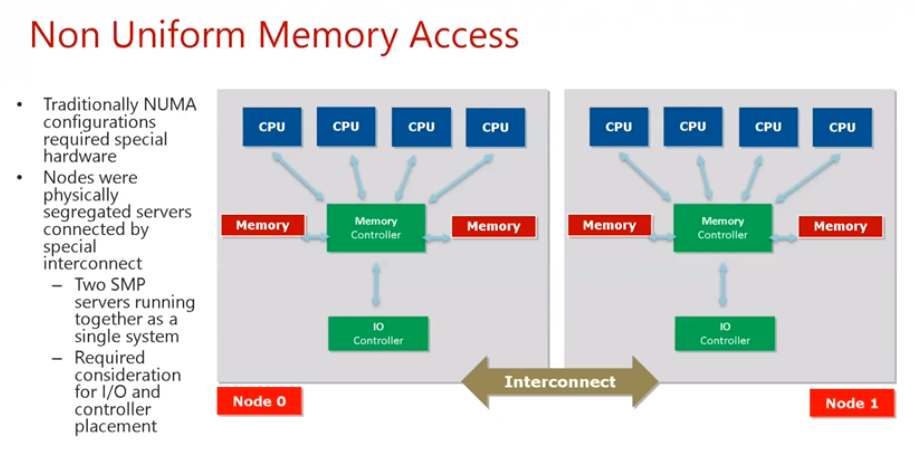 Non Uniform Memory Access
• Traditionally NUMA
configurations
required special
hardware
• Nodes were
physically
segregated servers
connected by
special
interconnect
– Two SMP
servers running
together as a
single system
– Required
consideration
for I/O and
controller
placement
CPU CPU CPU CPU
Memory
Memory
Controller
Memory
IO
Controller
Node 0
CPU CPU CPU CPU
Memory
Memory
Controller
Memory
IO
Controller
Interconnect
Node 1